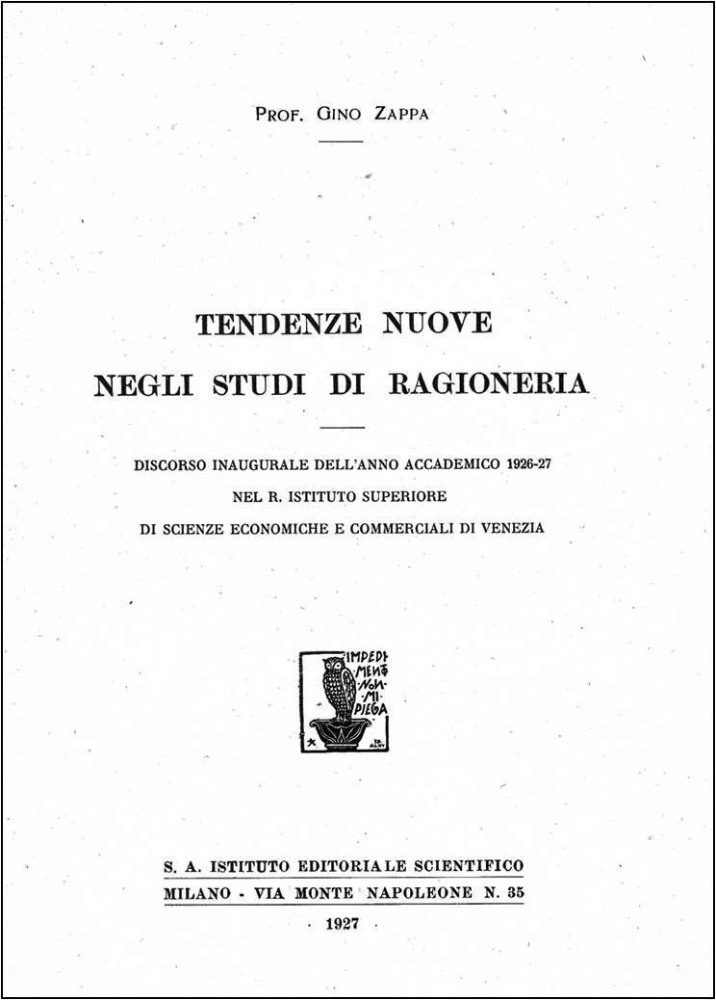 PROF. GINO ZAPPA
TENDENZE NUOVE
NEGLI STUDI DI RAGIONERIA
DISCORSO INAUGURALE DELL'ANNO ACCADEMICO 1926-27
NEL R. ISTITUTO SUPERIORE
DI SCIENZE ECONOMICHE E COMMERCIALI DI VENEZIA
IMPEDI
MENTO
·NON·
·MI·
PIEGA
S. A. ISTITUTO EDITORIALE SCIENTIFICO
MILANO - VIA MONTE NAPOLEONE N. 35
1927